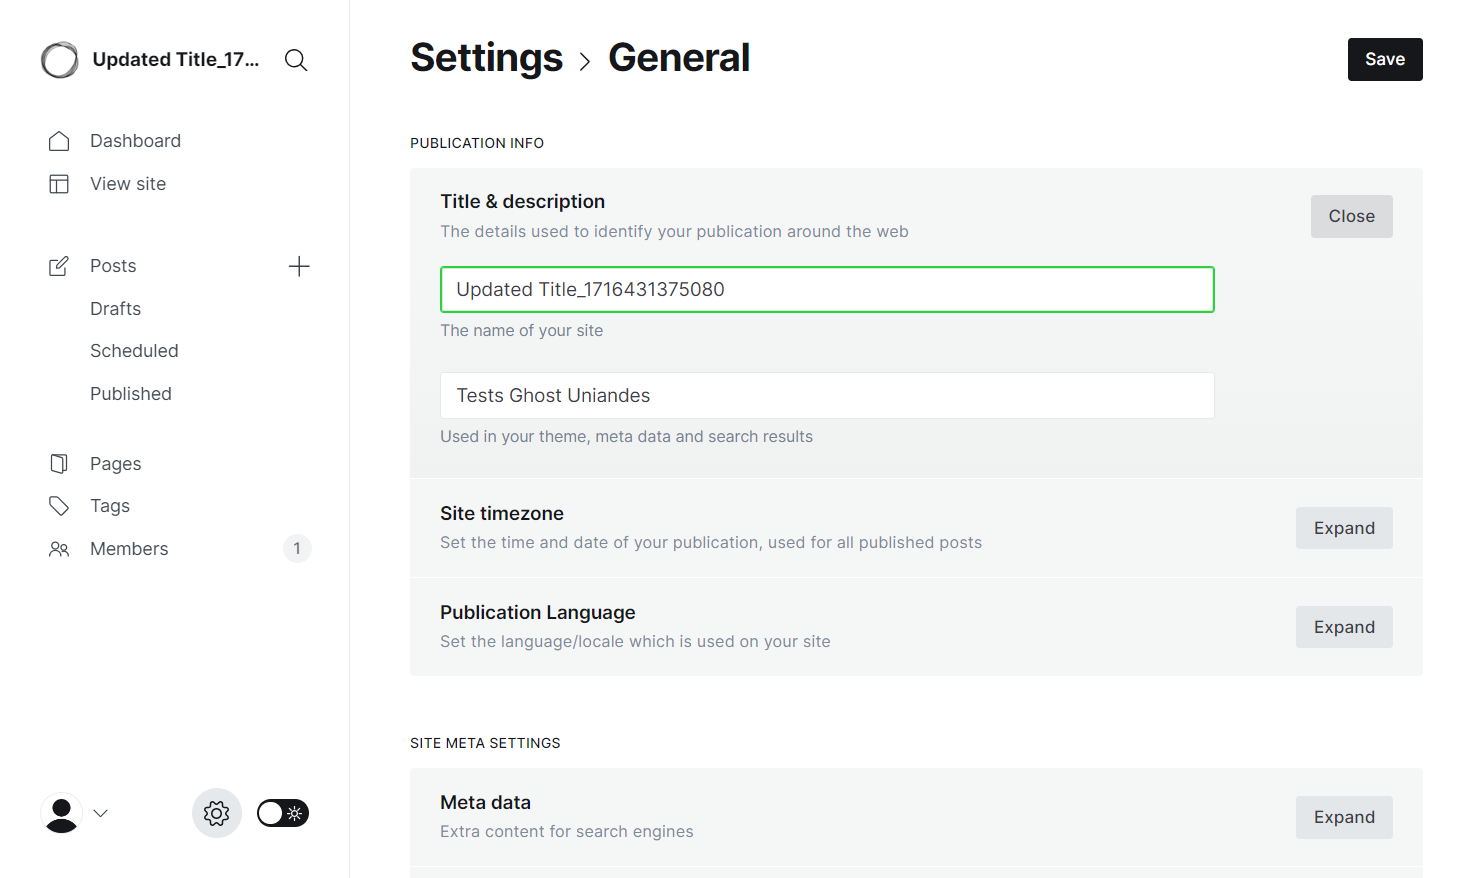 Updated Title_17...
Dashboard
View site
Posts
Drafts
Scheduled
Published
Pages
Tags
Members
1
Settings › General
Save
PUBLICATION INFO
Title & description
The details used to identify your publication around the web
Close
Updated Title_1716431375080
The name of your site
Tests Ghost Uniandes
Used in your theme, meta data and search results
Site timezone
Set the time and date of your publication, used for all published posts
Expand
Publication Language
Set the language/locale which is used on your site
Expand
SITE META SETTINGS
Meta data
Extra content for search engines
Expand